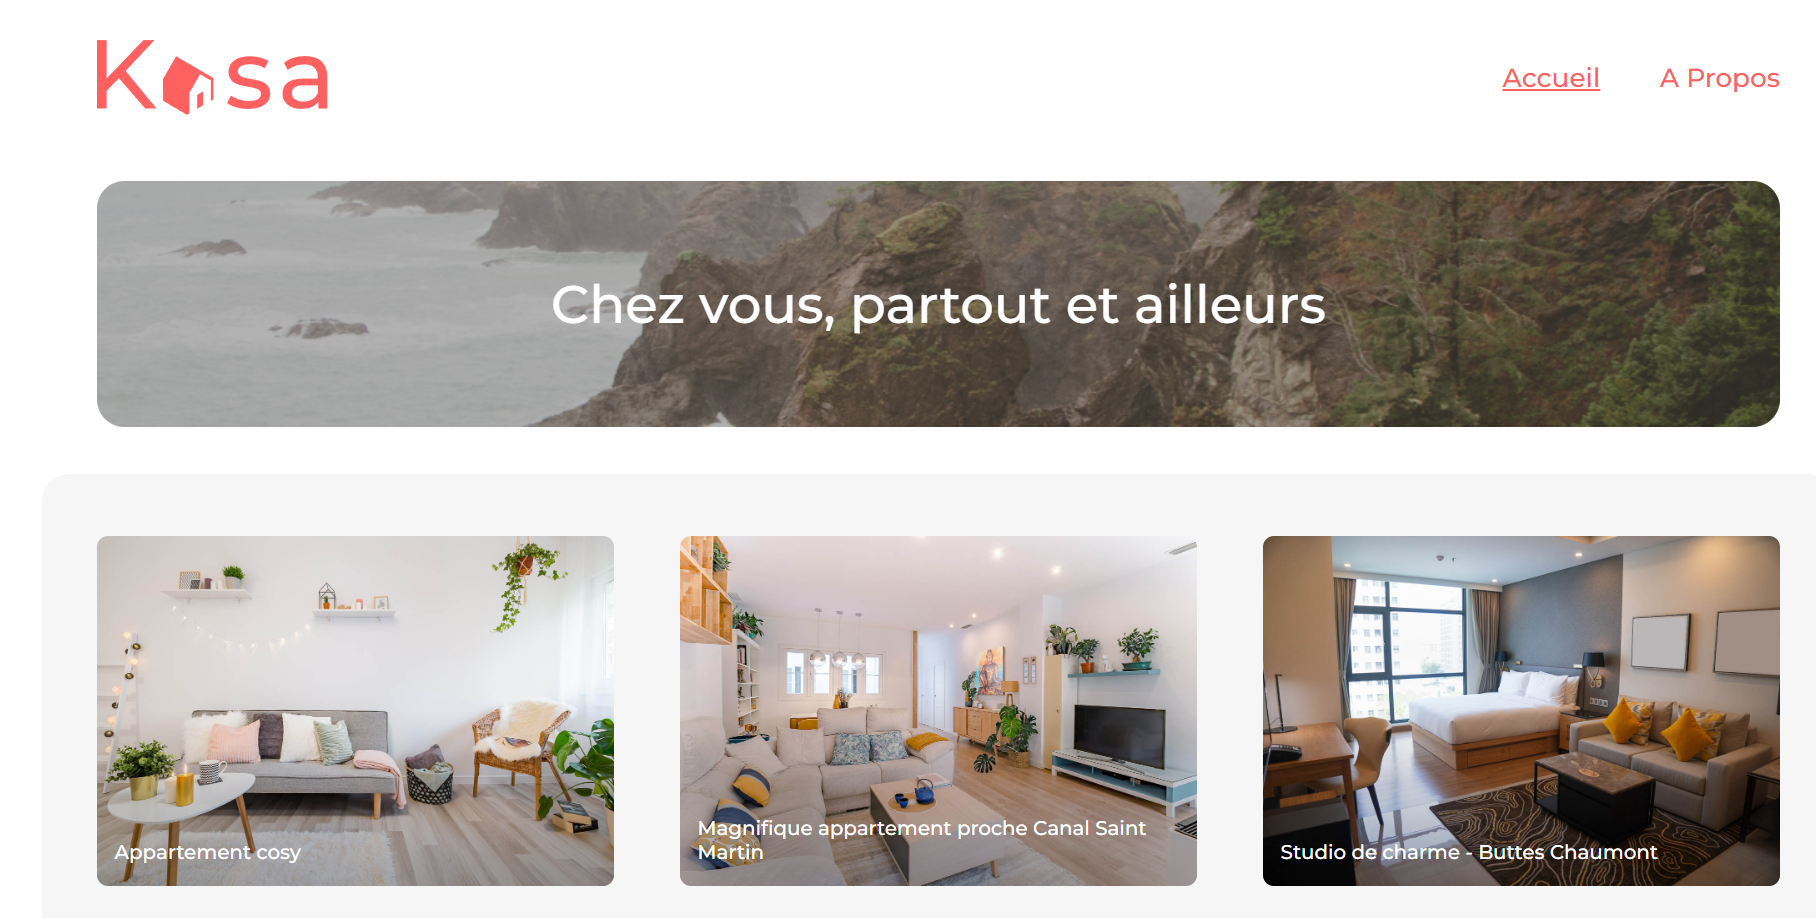 Kasa
Accueil
A Propos
Chez vous, partout et ailleurs
Appartement cosy
Magnifique appartement proche Canal Saint
Martin
Studio de charme - Buttes Chaumont